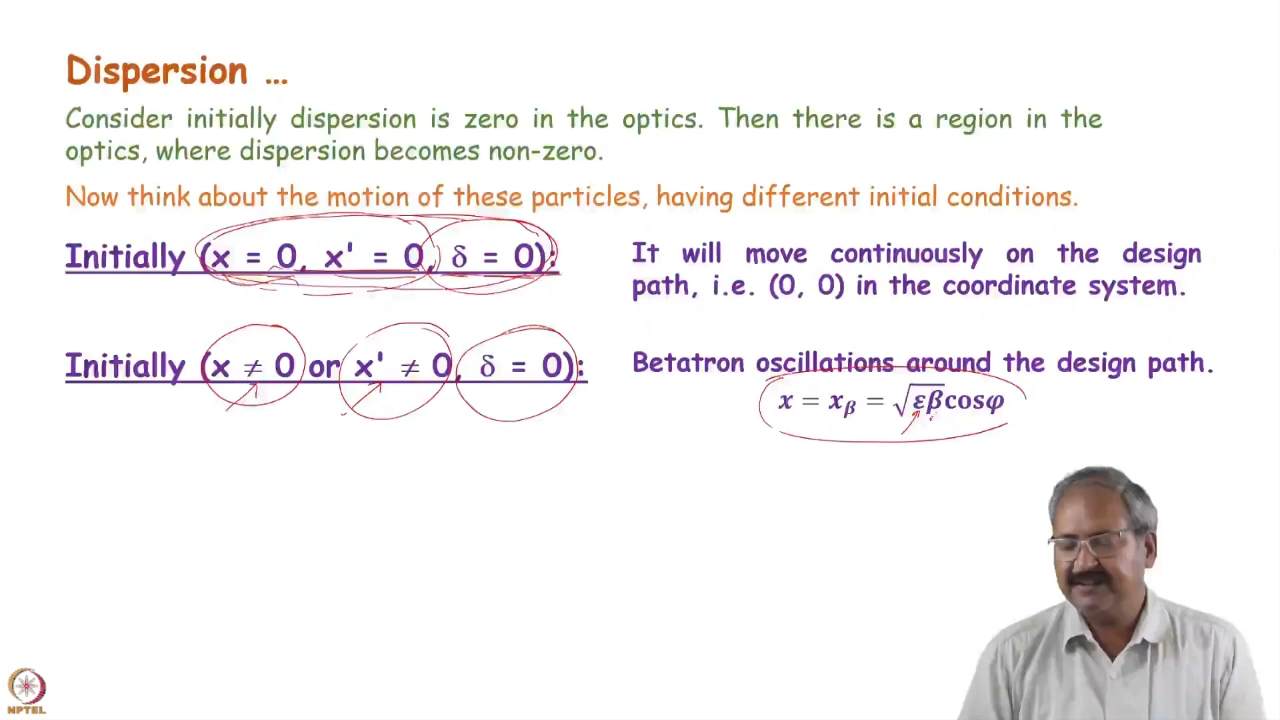 Dispersion ...
Consider initially dispersion is zero in the optics. Then there is a region in the
optics, where dispersion becomes non-zero.
Now think about the motion of these particles, having different initial conditions.
Initially (x = 0, x' = 0, δ = 0):
It will move continuously on the design
path, i.e. (0, 0) in the coordinate system.
Initially (x ≠ 0 or x' ≠ 0, δ = 0):
Betatron oscillations around the design path.
x = x_β = √εβcosφ
NPTEL